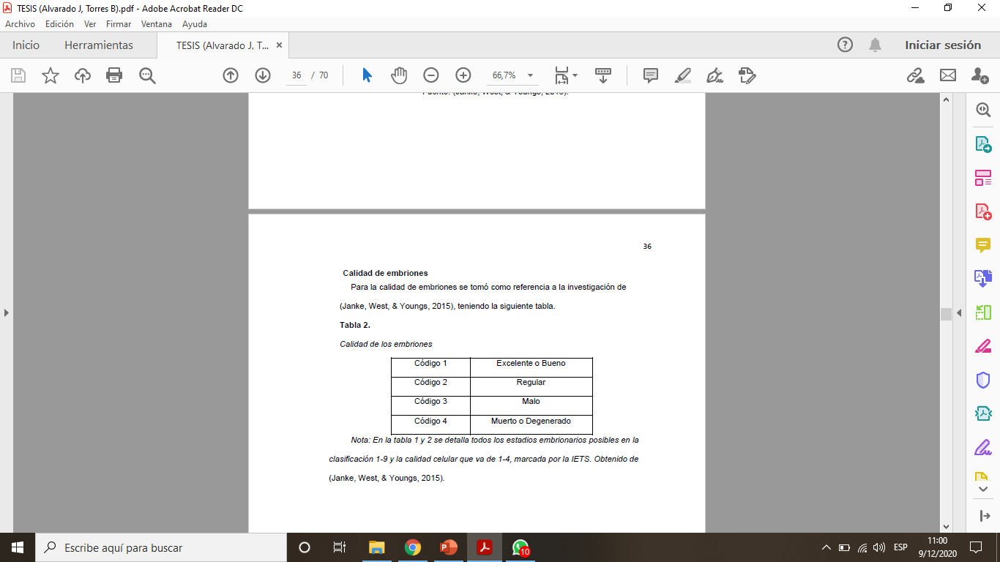 TESIS (Alvarado J, Torres B).pdf - Adobe Acrobat Reader DC
Archivo Edición Ver Firmar Ventana Ayuda
Inicio Herramientas TESIS (Alvarado J, T... × Iniciar sesión
36 / 70 66,7%
Fuente: (Janke, West, & Youngs, 2015).
36
Calidad de embriones
Para la calidad de embriones se tomó como referencia a la investigación de
(Janke, West, & Youngs, 2015), teniendo la siguiente tabla.
Tabla 2.
Calidad de los embriones
Código 1 Excelente o Bueno
Código 2 Regular
Código 3 Malo
Código 4 Muerto o Degenerado
Nota: En la tabla 1 y 2 se detalla todos los estadios embrionarios posibles en la
clasificación 1-9 y la calidad celular que va de 1-4, marcada por la IETS. Obtenido de
(Janke, West, & Youngs, 2015).
Escribe aquí para buscar
10
ESP
11:00
9/12/2020